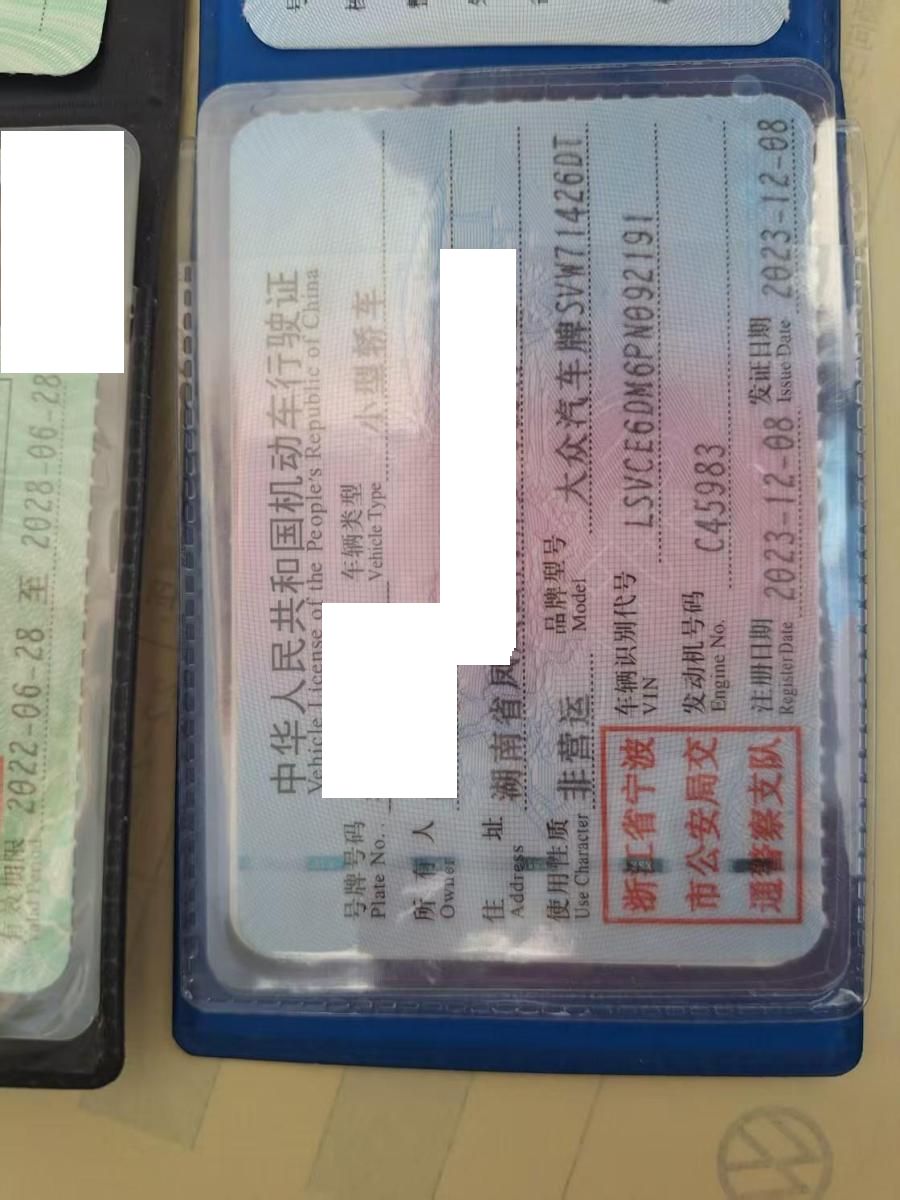 中华人民共和国机动车行驶证
Vehicle License of the People's Republic of China
号牌号码
Plate No.
车辆类型 小型轿车
Vehicle Type
所有人
Owner
住址 湖南省凤
Address
使用性质 非营运
Use Character
品牌型号 大众汽车牌SVW71426DT
Model
浙江省宁波
市公安局交
通警察支队
车辆识别代号 LSVCE6DM6PN092191
VIN
发动机号码 C45983
Engine No.
注册日期 2023-12-08
Register Date
发证日期 2023-12-08
Issue Date
有效期限 2022-06-28 至 2028-06-28